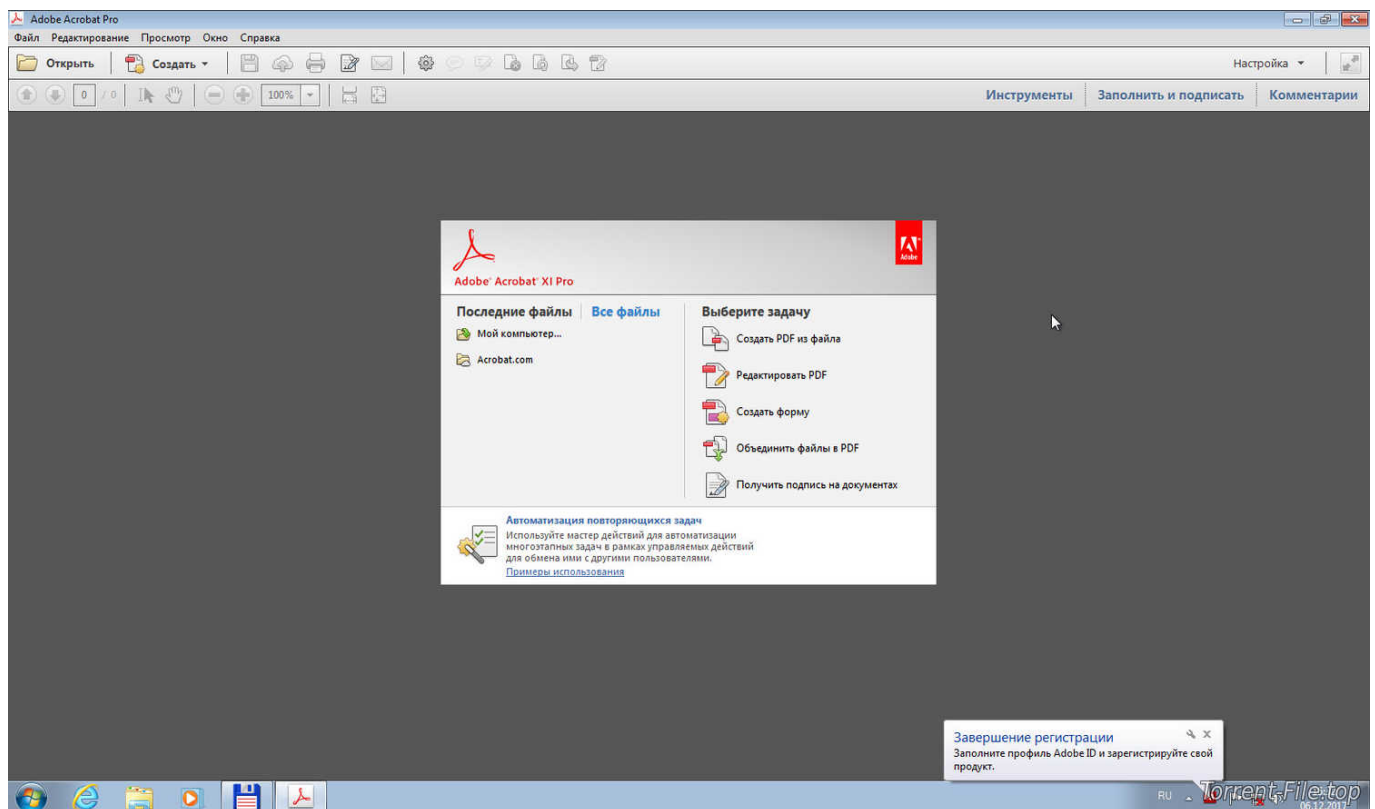 Adobe Acrobat Pro
Файл Редактирование Просмотр Окно Справка
Открыть Создать Настройка
0 / 0 100% Инструменты Заполнить и подписать Комментарии
Adobe
Adobe® Acrobat® XI Pro
Последние файлы Все файлы Выберите задачу
Мой компьютер... Создать PDF из файла
Acrobat.com
Редактировать PDF
Создать форму
Объединить файлы в PDF
Получить подпись на документах
Автоматизация повторяющихся задач
Используйте мастер действий для автоматизации
многоэтапных задач в рамках управляемых действий
для обмена ими с другими пользователями.
Примеры использования
Завершение регистрации
Заполните профиль Adobe ID и зарегистрируйте свой
продукт.
RU Torrent-File.top
06.12.2017